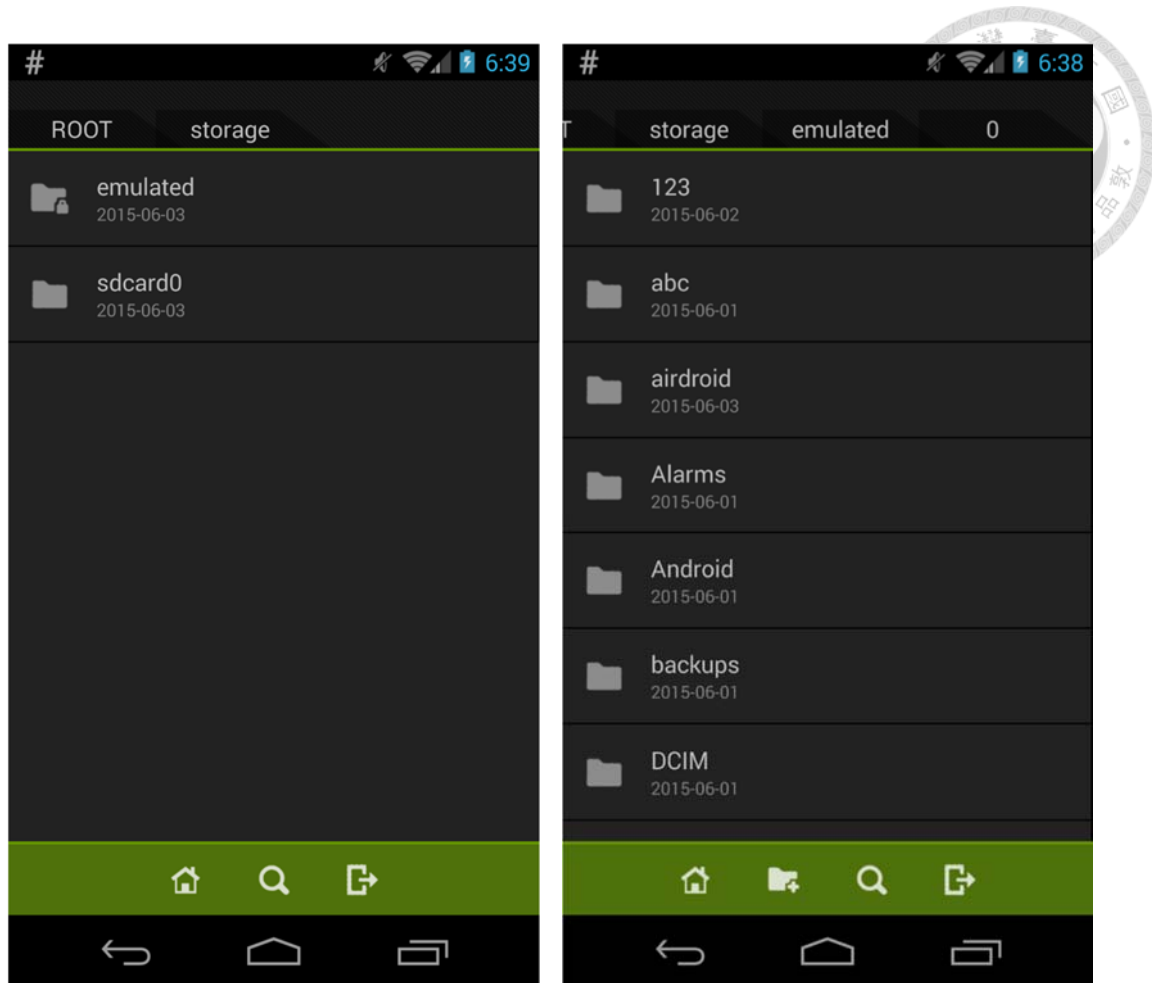 # 6:39
ROOT storage
emulated
2015-06-03
sdcard0
2015-06-03
# 6:38
T storage emulated 0
123
2015-06-02
abc
2015-06-01
airdroid
2015-06-03
Alarms
2015-06-01
Android
2015-06-01
backups
2015-06-01
DCIM
2015-06-01
臺
國